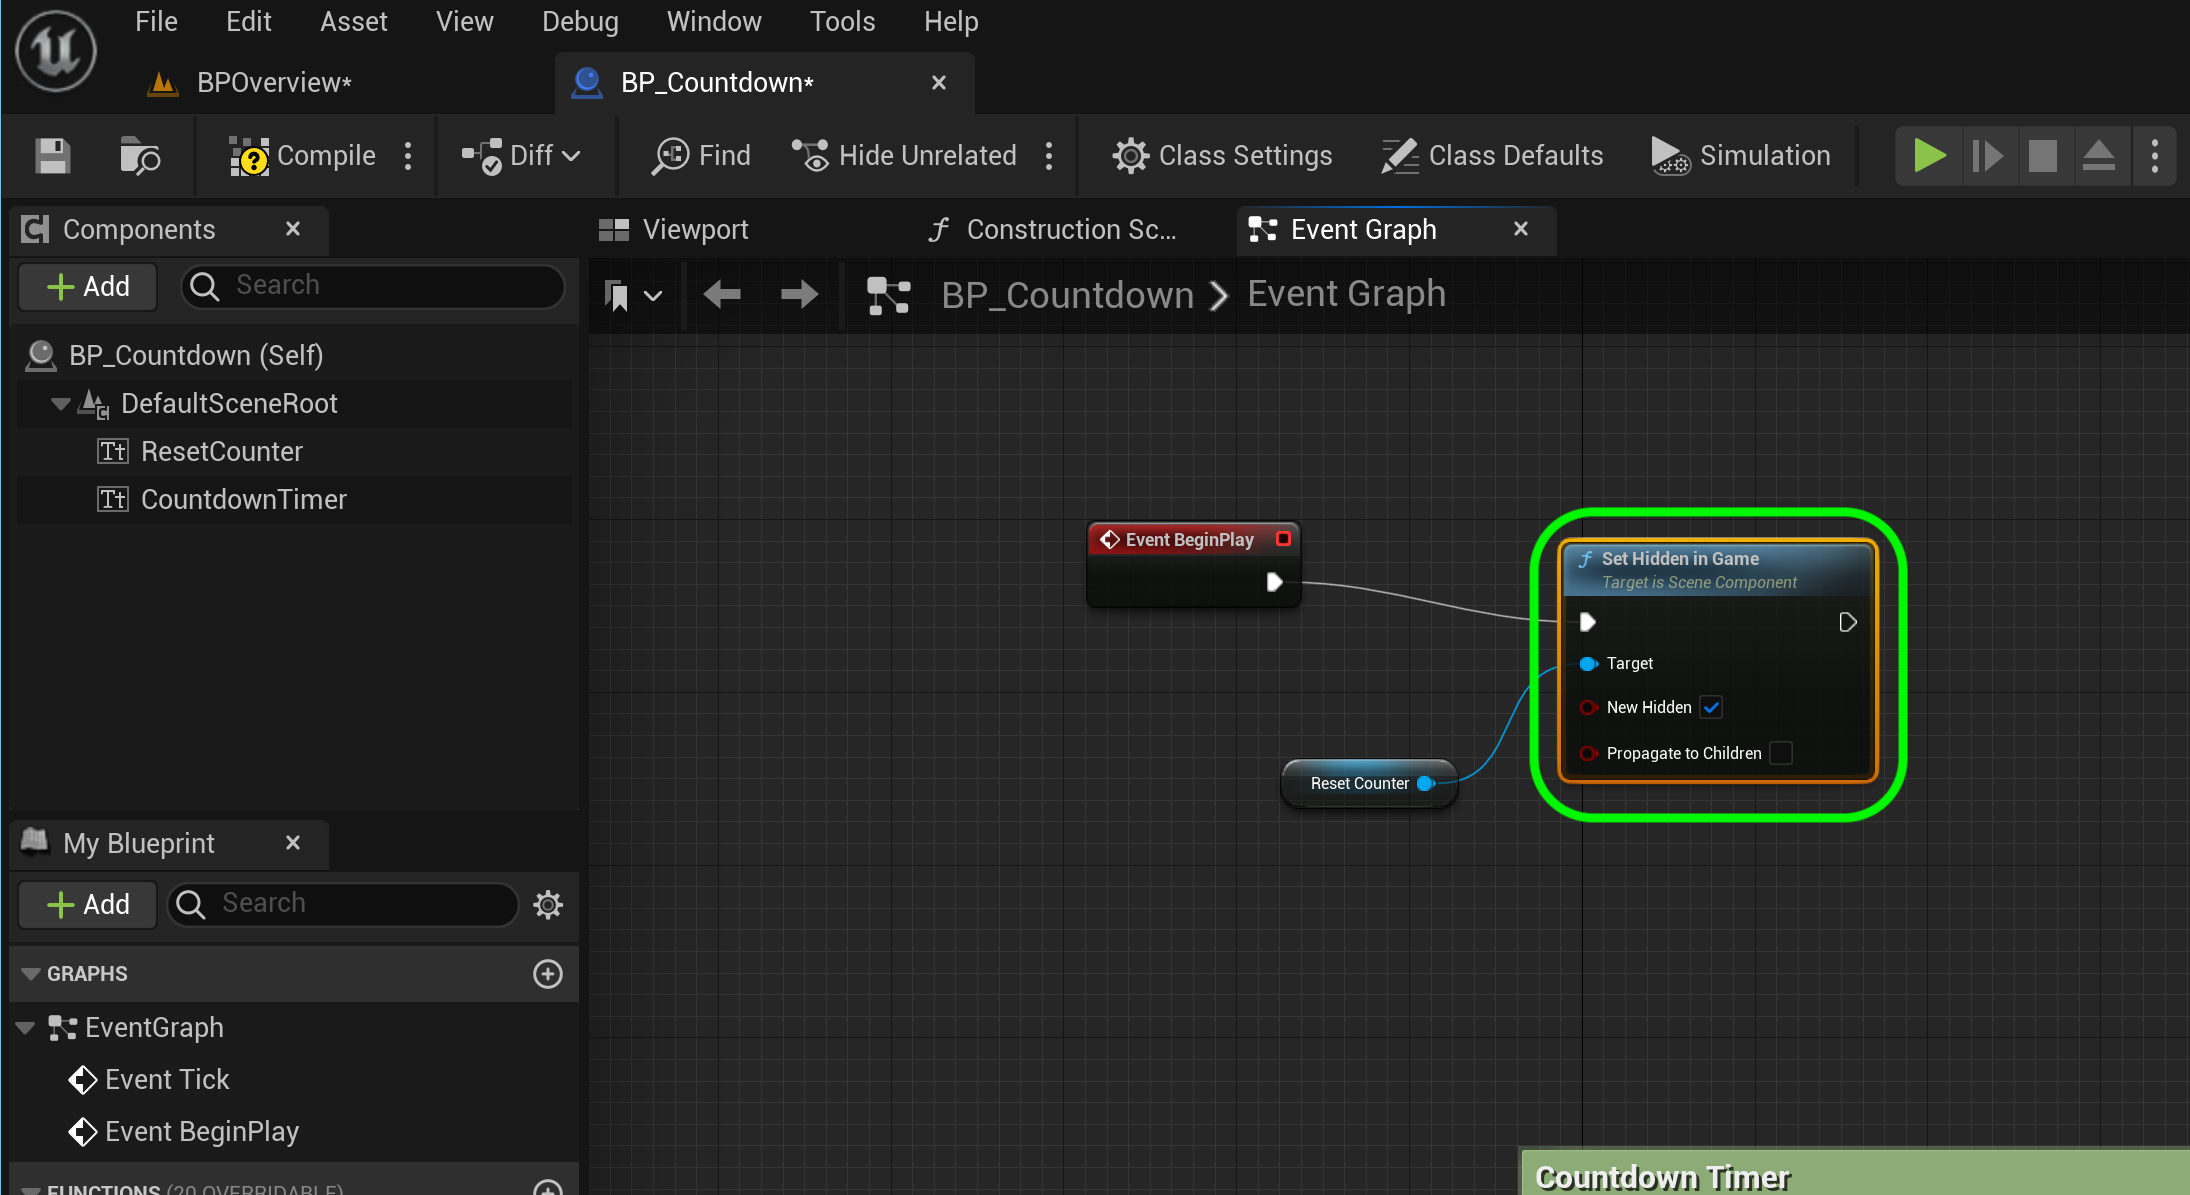 File Edit Asset View Debug Window Tools Help
BPOverview* BP_Countdown*
Compile Diff Find Hide Unrelated Class Settings Class Defaults Simulation
Components
Viewport Construction Sc... Event Graph
Add Search
BP_Countdown Event Graph
BP_Countdown (Self)
DefaultSceneRoot
ResetCounter
CountdownTimer
Event BeginPlay
Set Hidden in Game
Target is Scene Component
Target
New Hidden
Propagate to Children
Reset Counter
My Blueprint
Add Search
GRAPHS
EventGraph
Event Tick
Event BeginPlay
FUNCTIONS (20 OVERRIDABLE)
Countdown Timer